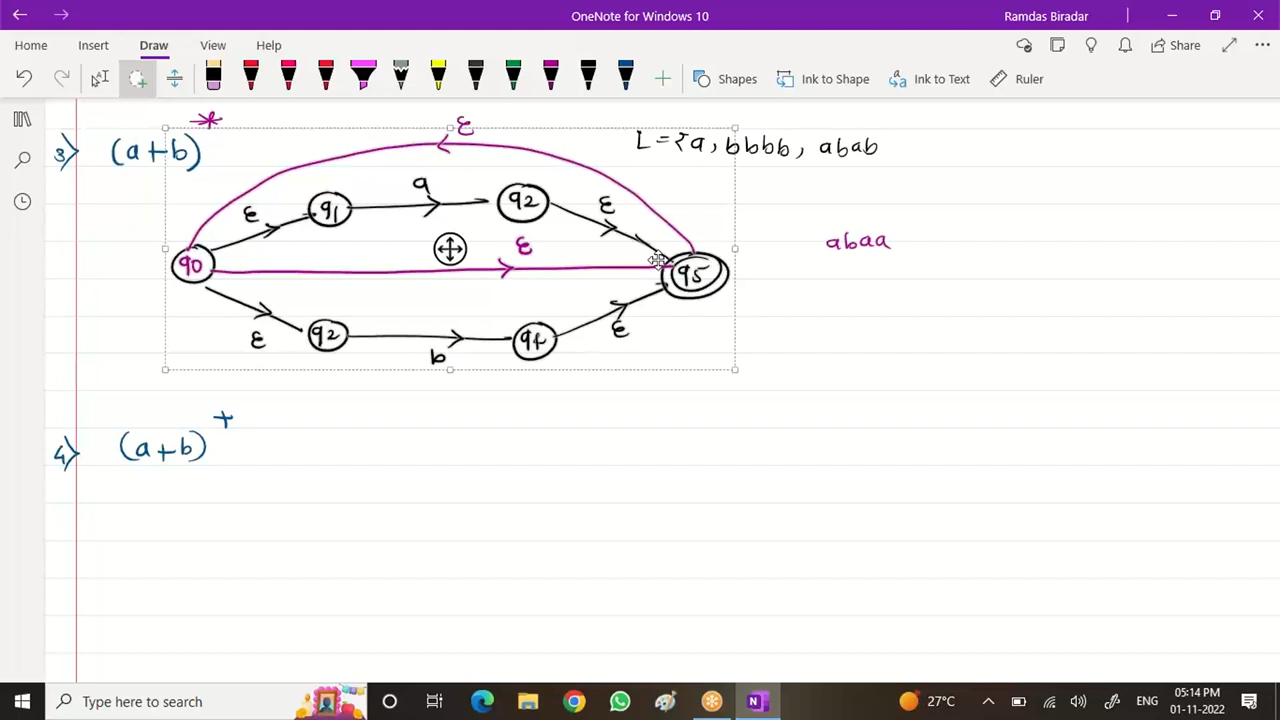 OneNote for Windows 10
Ramdas Biradar
Home Insert Draw View Help
Share
Shapes Ink to Shape Ink to Text Ruler
3) (a+b)*
ε
L = {a, bbbb, abab
ε q1 a q2 ε
abaa
q0 ε q5
ε q2 b q4 ε
4) (a+b)+
Type here to search
27°C
ENG
05:14 PM
01-11-2022